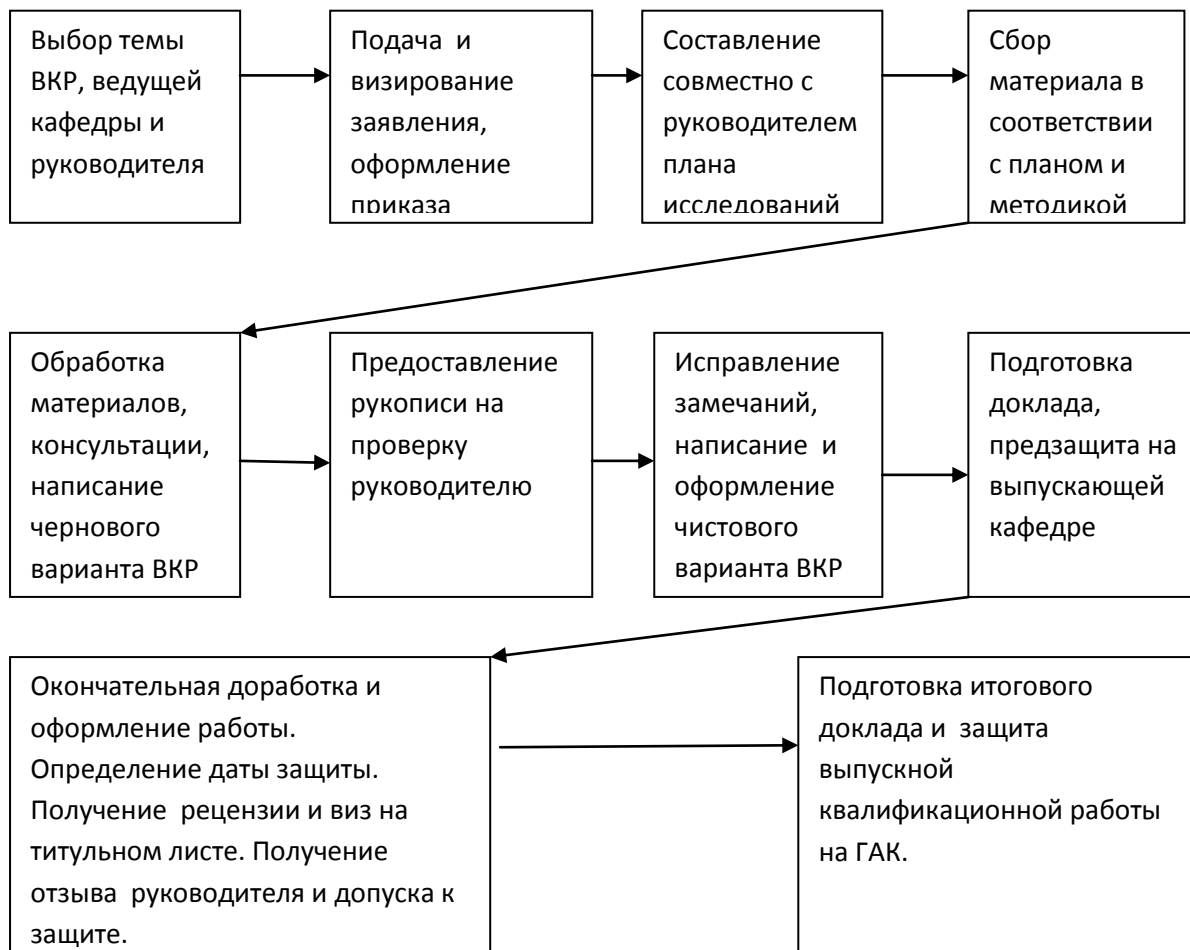 Выбор темы
ВКР, ведущей
кафедры и
руководителя
Подача  и
визирование
заявления,
оформление
приказа
Составление
совместно с
руководителем
плана
исследований
Сбор
материала в
соответствии
с планом и
методикой
Обработка
материалов,
консультации,
написание
чернового
варианта ВКР
Предоставление
рукописи на
проверку
руководителю
Исправление
замечаний,
написание  и
оформление
чистового
варианта ВКР
Подготовка
доклада,
предзащита на
выпускающей
кафедре
Окончательная доработка и
оформление работы.
Определение даты защиты.
Получение  рецензии и виз на
титульном листе. Получение
отзыва  руководителя и допуска к
защите.
Подготовка итогового
доклада и  защита
выпускной
квалификационной работы
на ГАК.